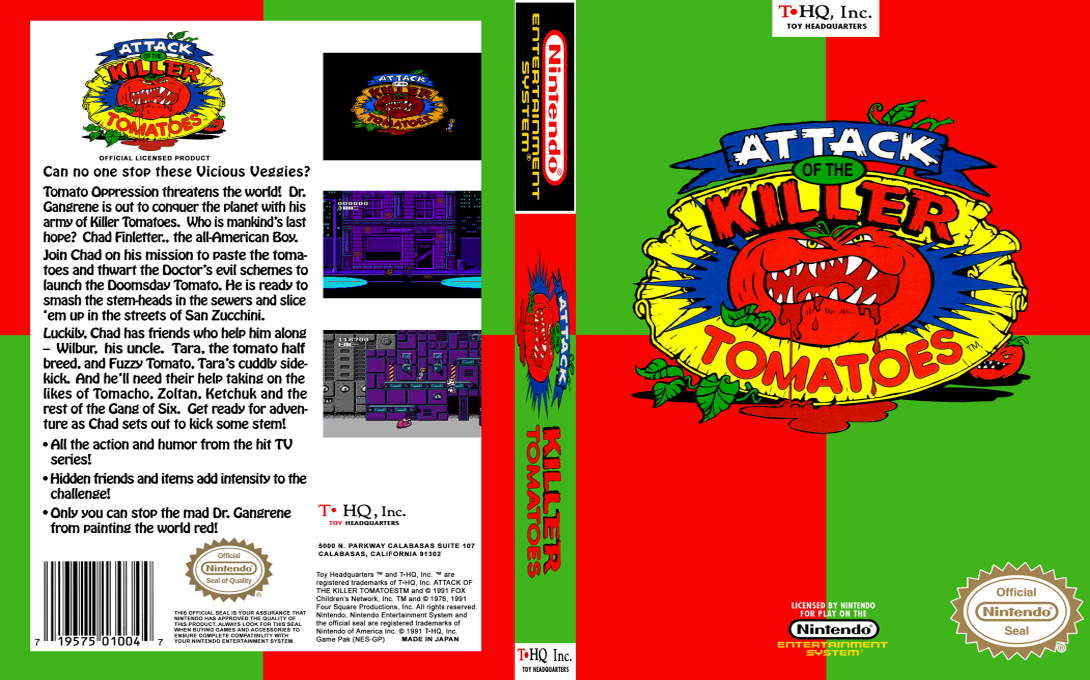 ATTACK
OF THE
KILLER
TOMATOES
OFFICIAL LICENSED PRODUCT
Can no one stop these Vicious Veggies?
Tomato Oppression threatens the world! Dr.
Gangrene is out to conquer the planet with his
army of Killer Tomatoes. Who is mankind's last
hope? Chad Finletter., the all-American Boy.
Join Chad on his mission to paste the toma-
toes and thwart the Doctor's evil schemes to
launch the Doomsday Tomato. He is ready to
smash the stem-heads in the sewers and slice
'em up in the streets of San Zucchini.
Luckily, Chad has friends who help him along
– Wilbur, his uncle. Tara, the tomato half
breed, and Fuzzy Tomato, Tara's cuddly side-
kick. And he'll need their help taking on the
likes of Tomacho, Zoltan, Ketchuk and the
rest of the Gang of Six. Get ready for adven-
ture as Chad sets out to kick some stem!
• All the action and humor from the hit TV
series!
• Hidden friends and items add intensity to the
challenge!
• Only you can stop the mad Dr. Gangrene
from painting the world red!
7 19575 01004 7
Official
Nintendo®
Seal of Quality
®
THIS OFFICIAL SEAL IS YOUR ASSURANCE THAT
NINTENDO HAS APPROVED THE QUALITY OF
THIS PRODUCT. ALWAYS LOOK FOR THIS SEAL
WHEN BUYING GAMES AND ACCESSORIES TO
ENSURE COMPLETE COMPATIBILITY WITH
YOUR NINTENDO ENTERTAINMENT SYSTEM.
ATTACK
OF THE
KILLER
TOMATOES
000000
118700
T•HQ, Inc.
TOY HEADQUARTERS
5000 N. PARKWAY CALABASAS SUITE 107
CALABASAS, CALIFORNIA 91302
Toy Headquarters ™ and T-HQ, Inc. ™ are
registered trademarks of T-HQ, Inc. ATTACK OF
THE KILLER TOMATOESTM and © 1991 FOX
Children's Network, Inc. TM and © 1976, 1991
Four Square Productions, Inc. All rights reserved.
Nintendo, Nintendo Entertainment System and
the official seal are registered trademarks of
Nintendo of America Inc. © 1991 T-HQ, Inc.
Game Pak (NES-GP) MADE IN JAPAN
Nintendo®
ENTERTAINMENT
SYSTEM®
ATTACK
OF THE
KILLER
TOMATOES
T•HQ Inc.
TOY HEADQUARTERS
T•HQ, Inc.
TOY HEADQUARTERS
ATTACK
OF THE
KILLER
TOMATOES™
LICENSED BY NINTENDO
FOR PLAY ON THE
Nintendo®
ENTERTAINMENT
SYSTEM®
Official
Nintendo®
Seal
®